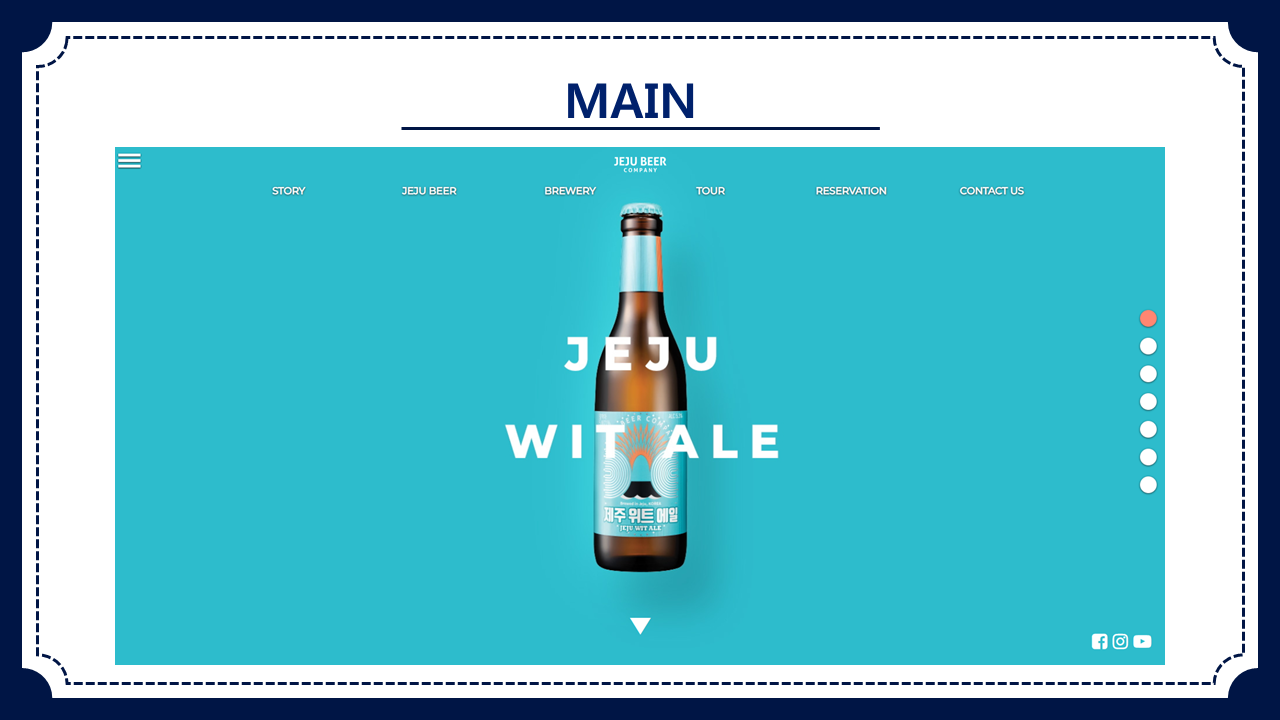 MAIN
JEJU BEER
COMPANY
STORY JEJU BEER BREWERY TOUR RESERVATION CONTACT US
JEJU
WIT ALE
제주 위트 에일
JEJU WIT ALE